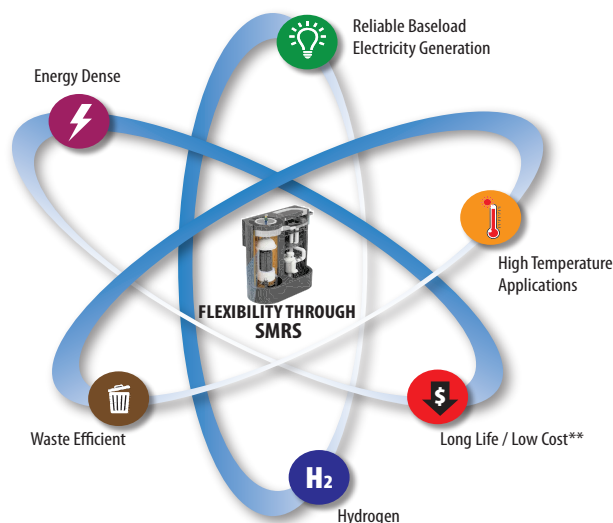 Reliable Baseload
Electricity Generation
Energy Dense
High Temperature
Applications
FLEXIBILITY THROUGH
SMRS
$
Waste Efficient
Long Life / Low Cost**
H₂
Hydrogen